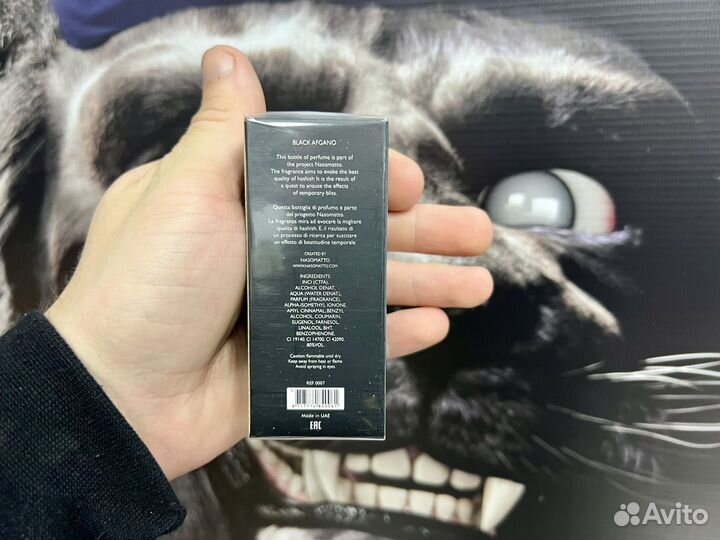 BLACK AFGANO
This bottle of perfume is part of
the project Nasomatto.
The fragrance aims to evoke the best
quality of hashish It is the result of
a quest to arouse the effects
of temporary bliss.
Questa bottiglia di profumo e parte
del progetto Nasomatto.
La fragranza mira ad evocare la migliore
qualita di hashish. E, il risultato di
un processo di ricerca per suscitare
un effetto di beatitudine temporale.
CREATED BY
NASOMATTO
WWW.NASOMATTO.COM
INGREDIENTS:
INCI (CTFA).
ALCOHOL DENAT.,
AQUA (WATER DENAT.),
PARFUM (FRAGRANCE).
ALPHA-ISOMETHYL IONONE,
AMYL CINNAMAL, BENZYL
ALCOHOL, COUMARIN,
EUGENOL, FARNESOL,
LINALOOL, BHT,
BENZOPHENONE,
CI 19140, CI 14700, CI 42090,
80%VOL.
Caution: flammable until dry
Keep away from heat or flame
Avoid spraying in eyes.
REF 0007
Made in UAE
EAC
Avito